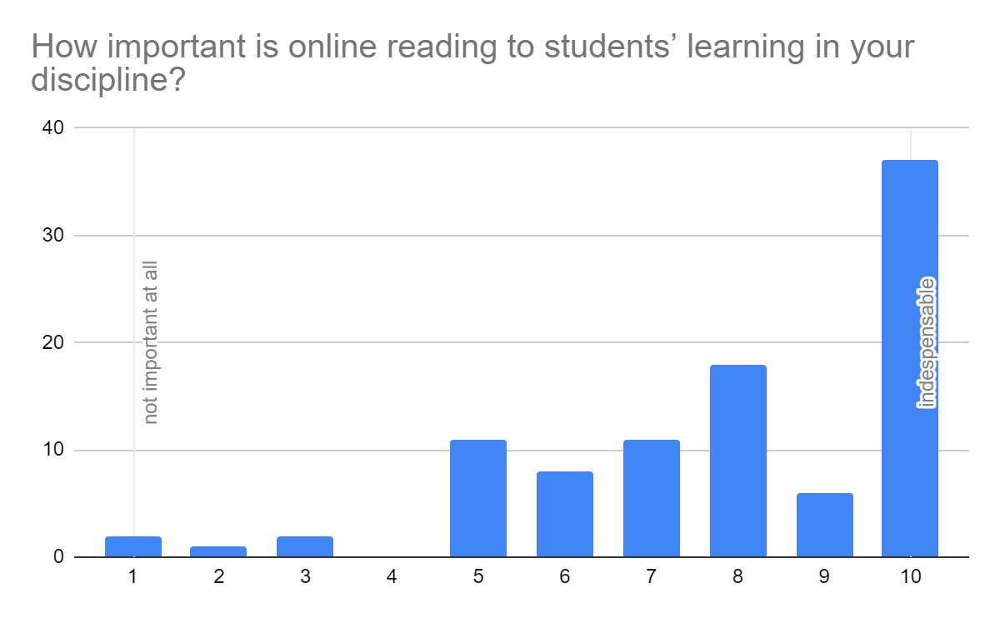 How important is online reading to students’ learning in your
discipline?
40
30
20
10
0
not important at all
indespensable
1 2 3 4 5 6 7 8 9 10